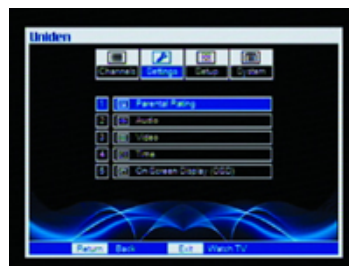 Uniden
Channels Settings Setup System
1 Parental Rating
2 Audio
3 Video
4 Time
5 On Screen Display (OSD)
Return Back Exit Watch TV